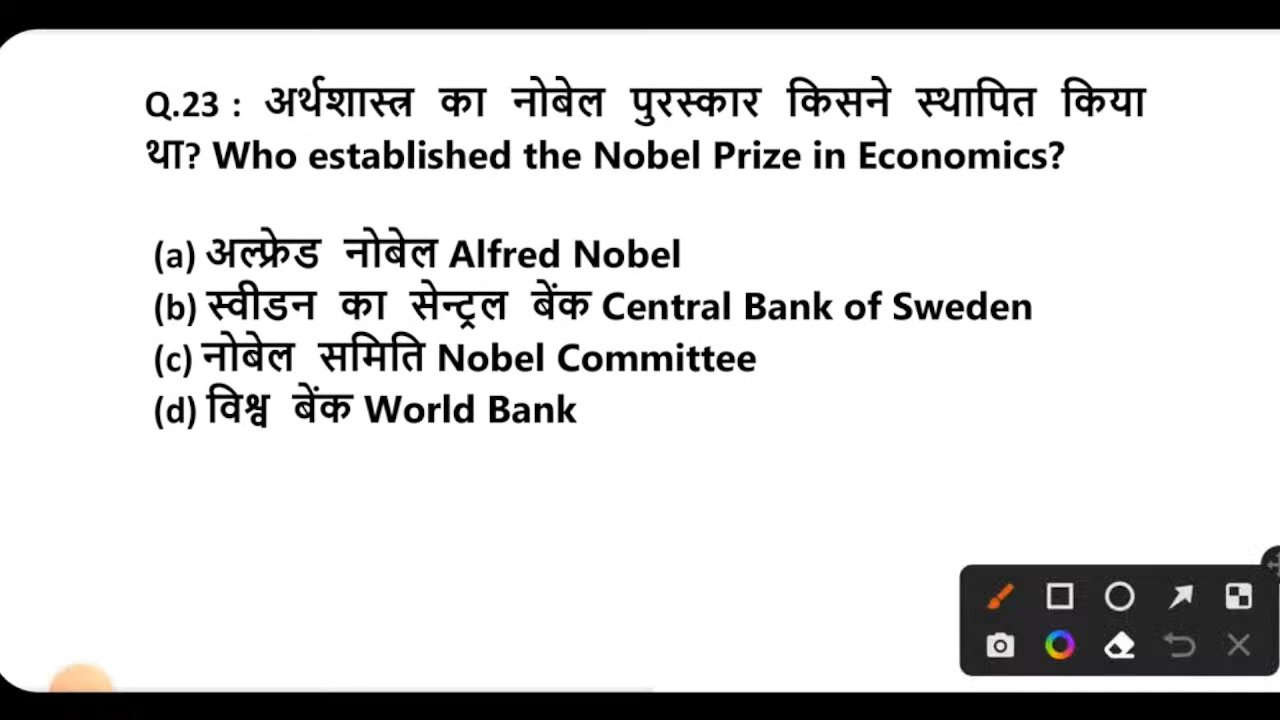 Q.23 : अर्थशास्त्र का नोबेल पुरस्कार किसने स्थापित किया
था? Who established the Nobel Prize in Economics?
(a) अल्फ्रेड नोबेल Alfred Nobel
(b) स्वीडन का सेन्ट्रल बेंक Central Bank of Sweden
(c) नोबेल समिति Nobel Committee
(d) विश्व बेंक World Bank